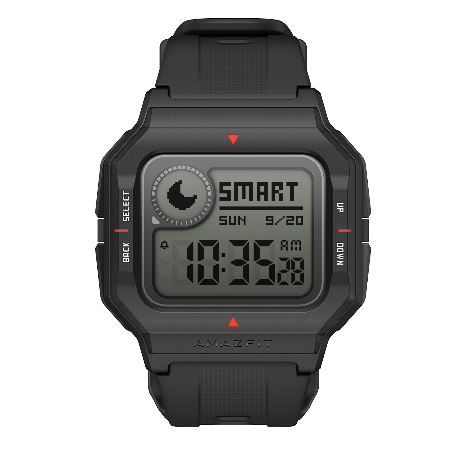 SMART
SUN 9/20
AM
10:35 28
SELECT
BACK
UP
DOWN
AMAZFIT